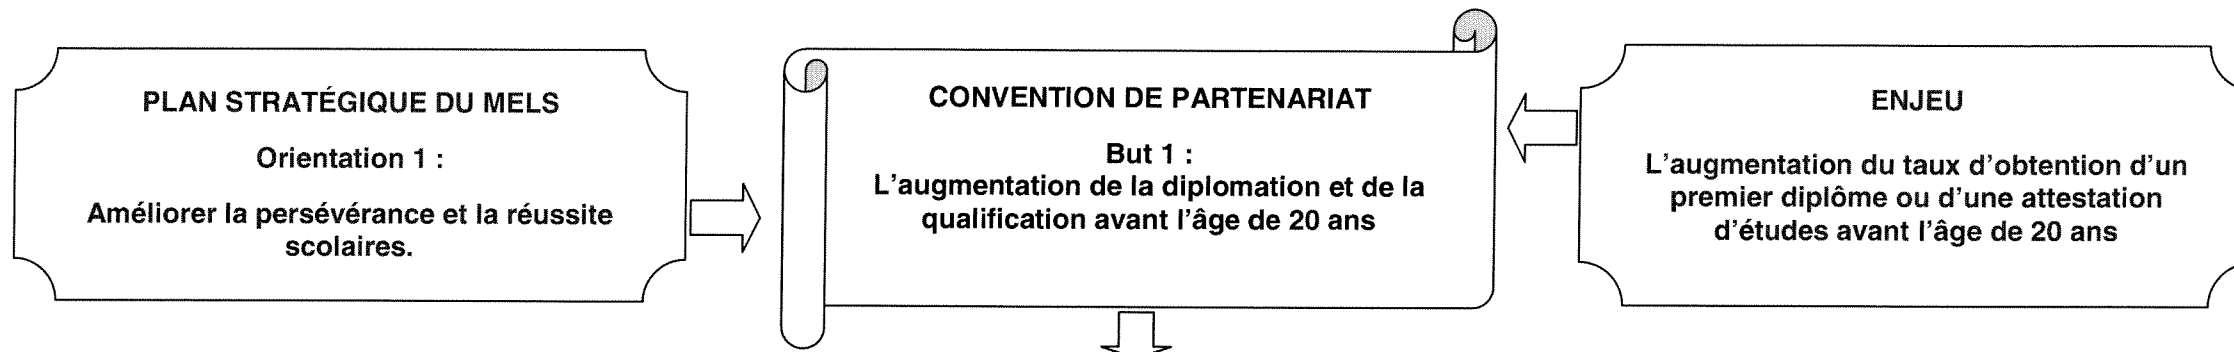 PLAN STRATÉGIQUE DU MELS
Orientation 1 :
Améliorer la persévérance et la réussite
scolaires.
CONVENTION DE PARTENARIAT
But 1 :
L'augmentation de la diplomation et de la
qualification avant l'âge de 20 ans
ENJEU
L'augmentation du taux d'obtention d'un
premier diplôme ou d'une attestation
d'études avant l'âge de 20 ans